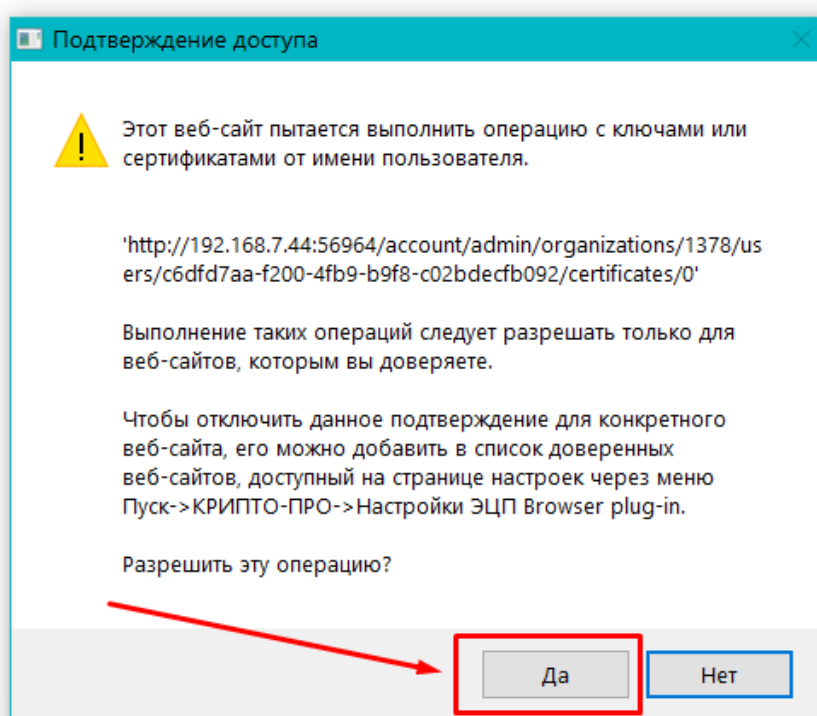 Подтверждение доступа
Этот веб-сайт пытается выполнить операцию с ключами или
сертификатами от имени пользователя.
'http://192.168.7.44:56964/account/admin/organizations/1378/us
ers/c6dfd7aa-f200-4fb9-b9f8-c02bdecfb092/certificates/0'
Выполнение таких операций следует разрешать только для
веб-сайтов, которым вы доверяете.
Чтобы отключить данное подтверждение для конкретного
веб-сайта, его можно добавить в список доверенных
веб-сайтов, доступный на странице настроек через меню
Пуск->КРИПТО-ПРО->Настройки ЭЦП Browser plug-in.
Разрешить эту операцию?
Да Нет